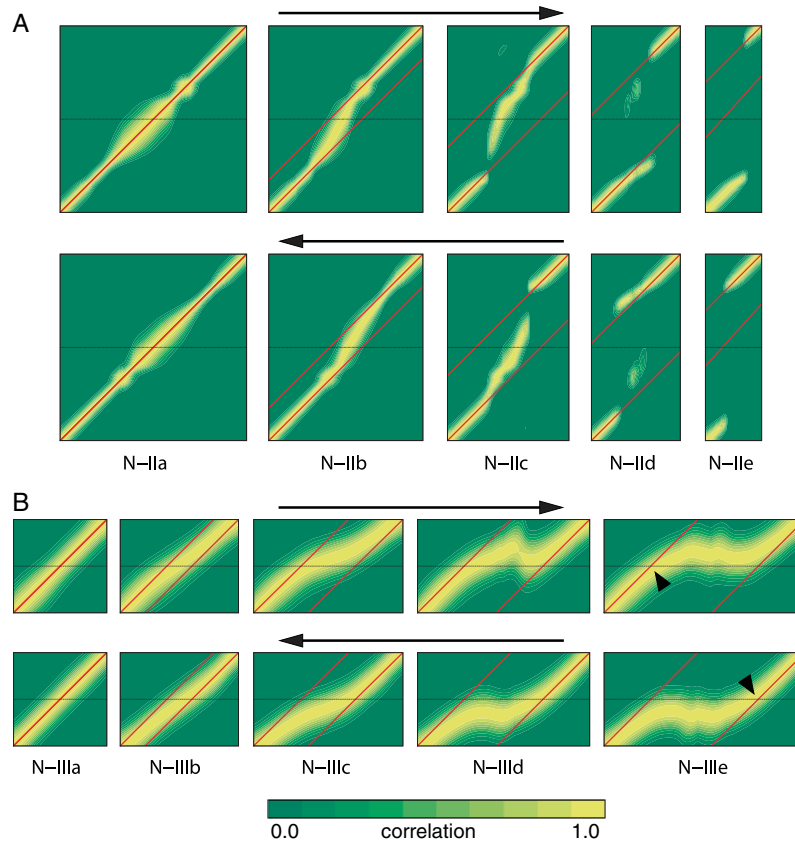 A
N–IIa N–IIb N–IIc N–IId N–IIe
B
N–IIIa N–IIIb N–IIIc N–IIId N–IIIe
0.0 correlation 1.0